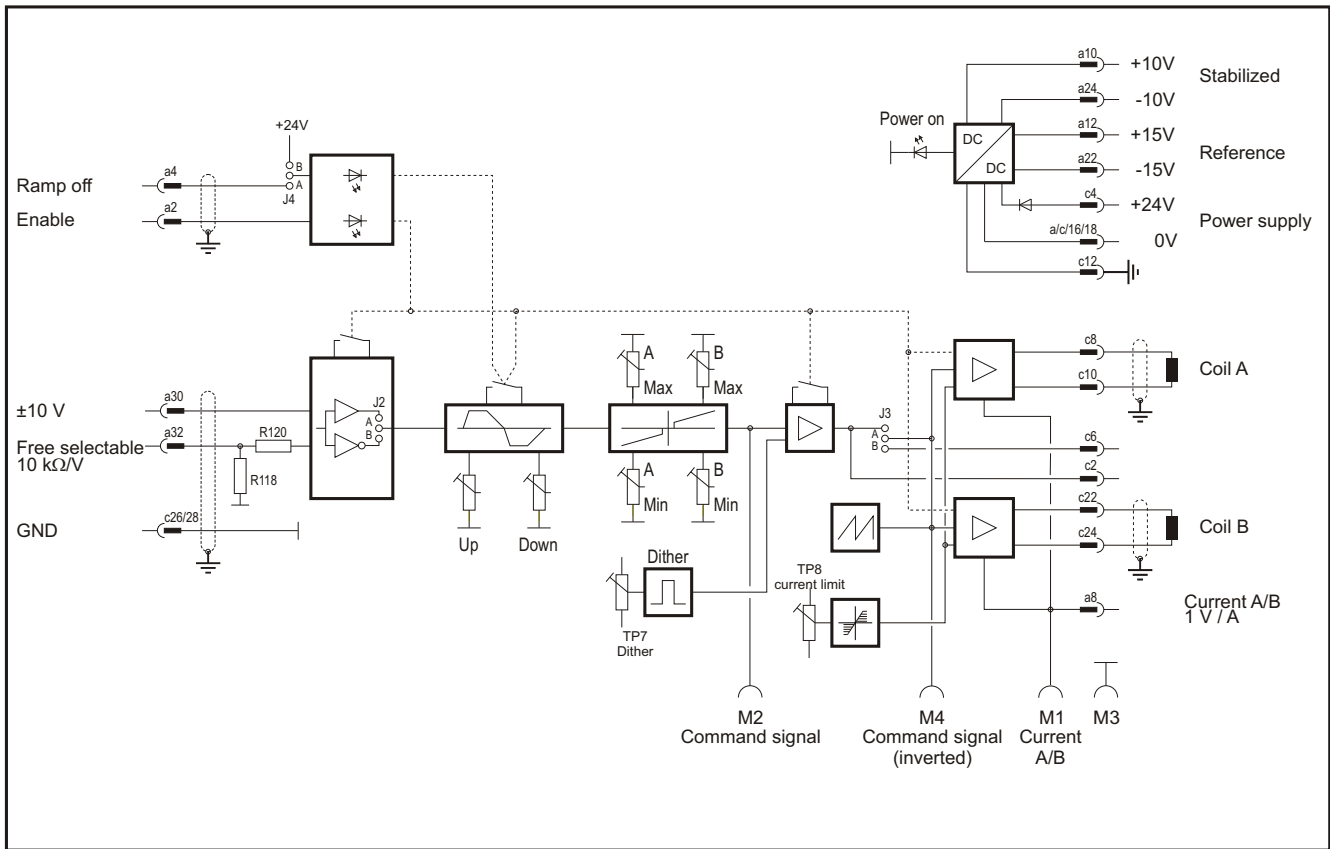 a10
+10V
Stabilized
a24
-10V
Power on
+24V
a12
+15V
DC
Reference
B
DC
a22
-15V
Ramp off
a4
A
J4
c4
+24V
Enable
a2
Power supply
a/c/16/18
0V
c12
A
B
c8
Max
Max
Coil A
c10
±10 V
a30
J2
A
J3
a32
R120
B
A
Free selectable
10 kΩ/V
B
c6
R118
A
B
c2
Min
Min
c22
GND
c26/28
Coil B
Up
Down
c24
Dither
TP8
current limit
a8
Current A/B
1 V / A
TP7
Dither
M2
Command signal
M4
Command signal
(inverted)
M1
Current
A/B
M3